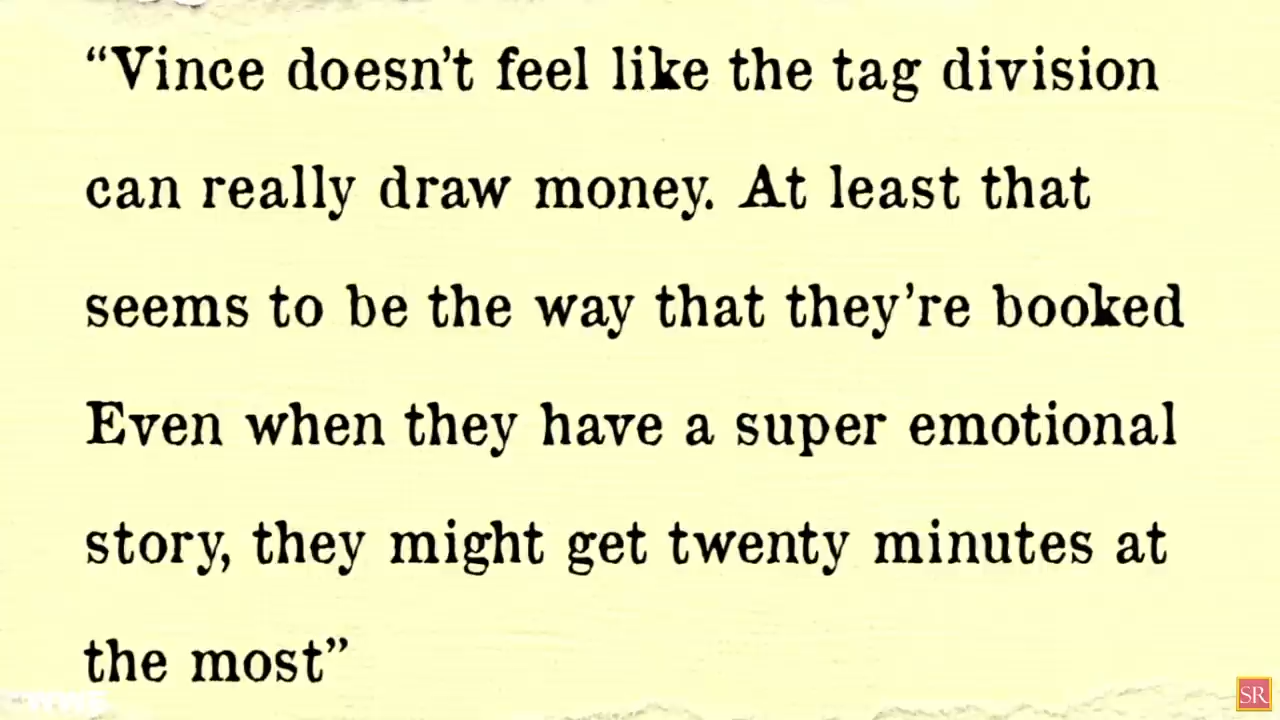 “Vince doesn't feel like the tag division
can really draw money. At least that
seems to be the way that they're booked
Even when they have a super emotional
story, they might get twenty minutes at
the most”
WWE
SR